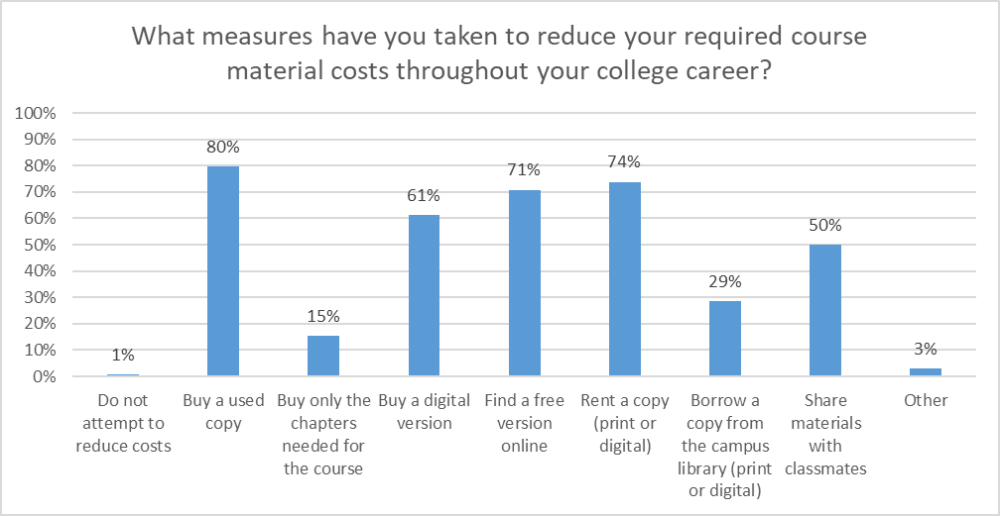 What measures have you taken to reduce your required course
material costs throughout your college career?
100%
90%
80%
70%
60%
50%
40%
30%
20%
10%
0%
1%
80%
15%
61%
71%
74%
29%
50%
3%
Do not
attempt to
reduce costs
Buy a used
copy
Buy only the
chapters
needed for
the course
Buy a digital
version
Find a free
version
online
Rent a copy
(print or
digital)
Borrow a
copy from
the campus
library (print
or digital)
Share
materials
with
classmates
Other